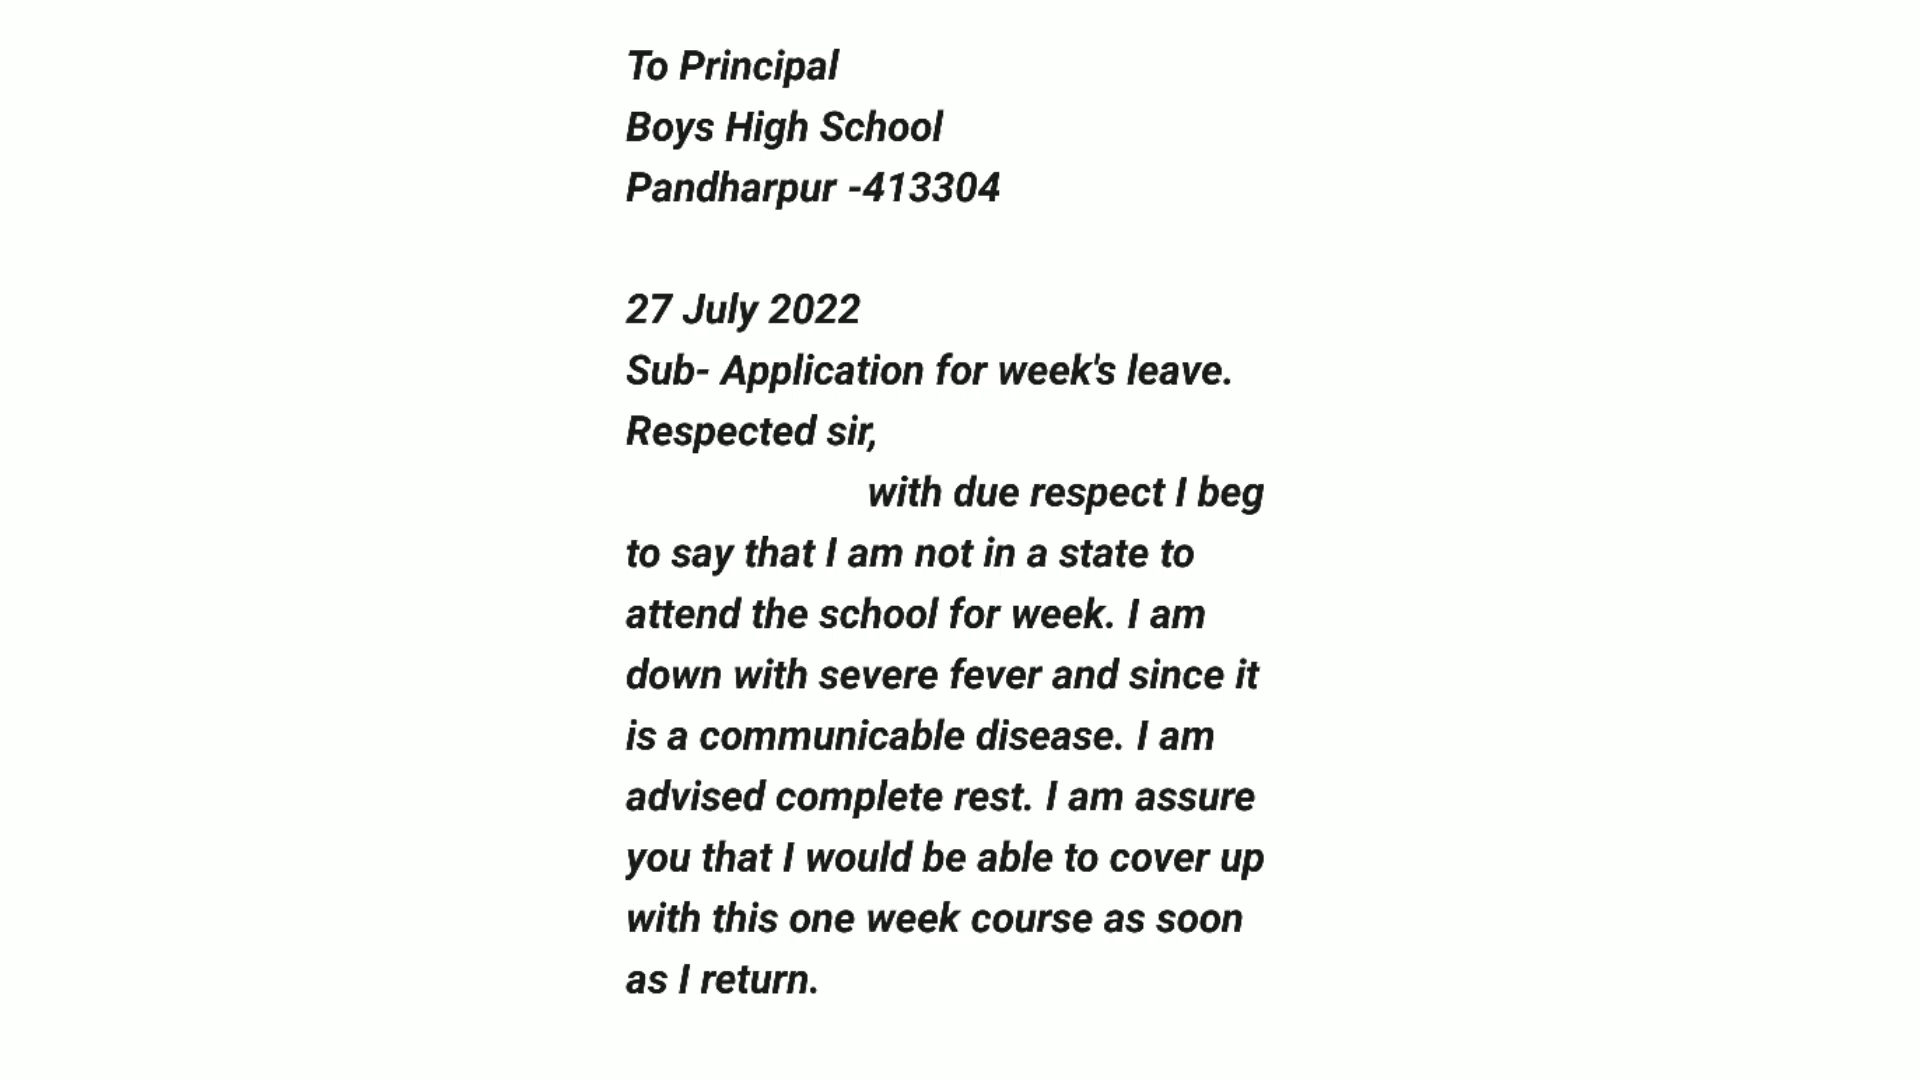 To Principal
Boys High School
Pandharpur -413304
27 July 2022
Sub- Application for week's leave.
Respected sir,
with due respect I beg
to say that I am not in a state to
attend the school for week. I am
down with severe fever and since it
is a communicable disease. I am
advised complete rest. I am assure
you that I would be able to cover up
with this one week course as soon
as I return.